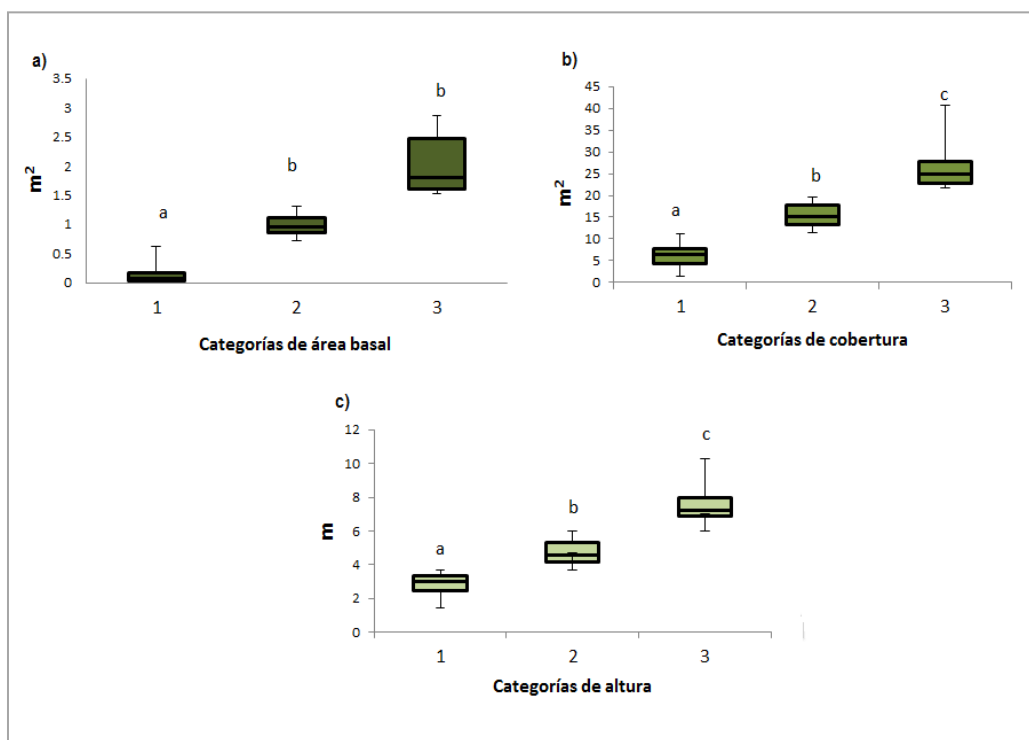 a)
3.5
3
2.5
2
1.5
1
0.5
0
m²
a
b
b
1
2
3
Categorías de área basal
b)
45
40
35
30
25
20
15
10
5
0
m²
a
b
c
1
2
3
Categorías de cobertura
c)
12
10
8
6
4
2
0
m
a
b
c
1
2
3
Categorías de altura